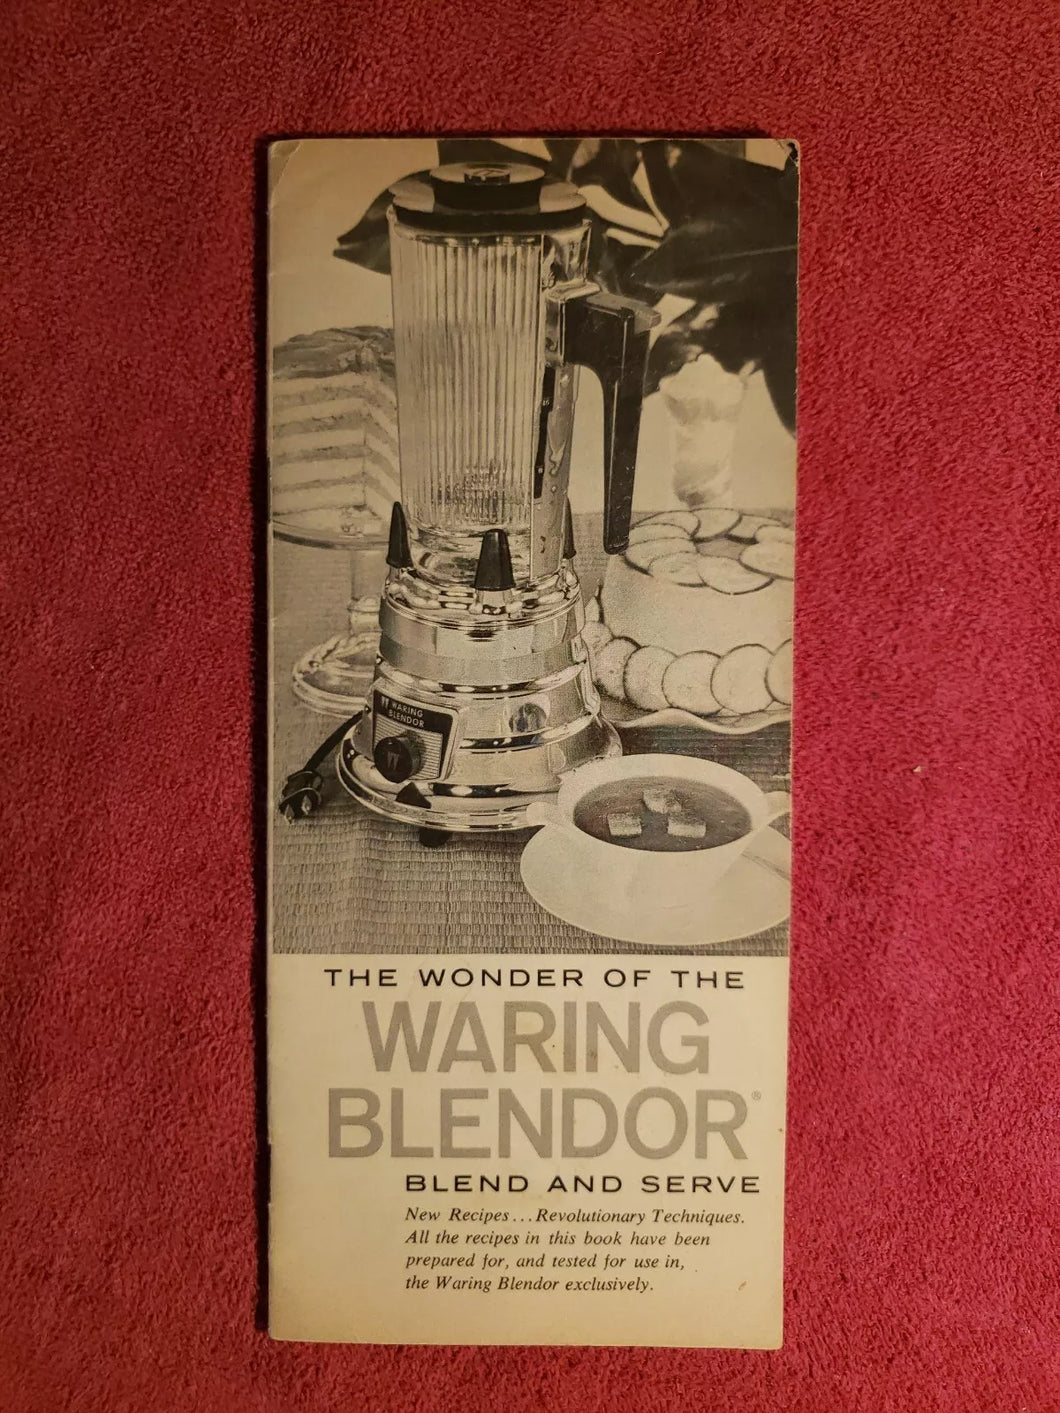 WARING
BLENDOR
THE WONDER OF THE
WARING
BLENDOR®
BLEND AND SERVE
New Recipes...Revolutionary Techniques.
All the recipes in this book have been
prepared for, and tested for use in,
the Waring Blendor exclusively.